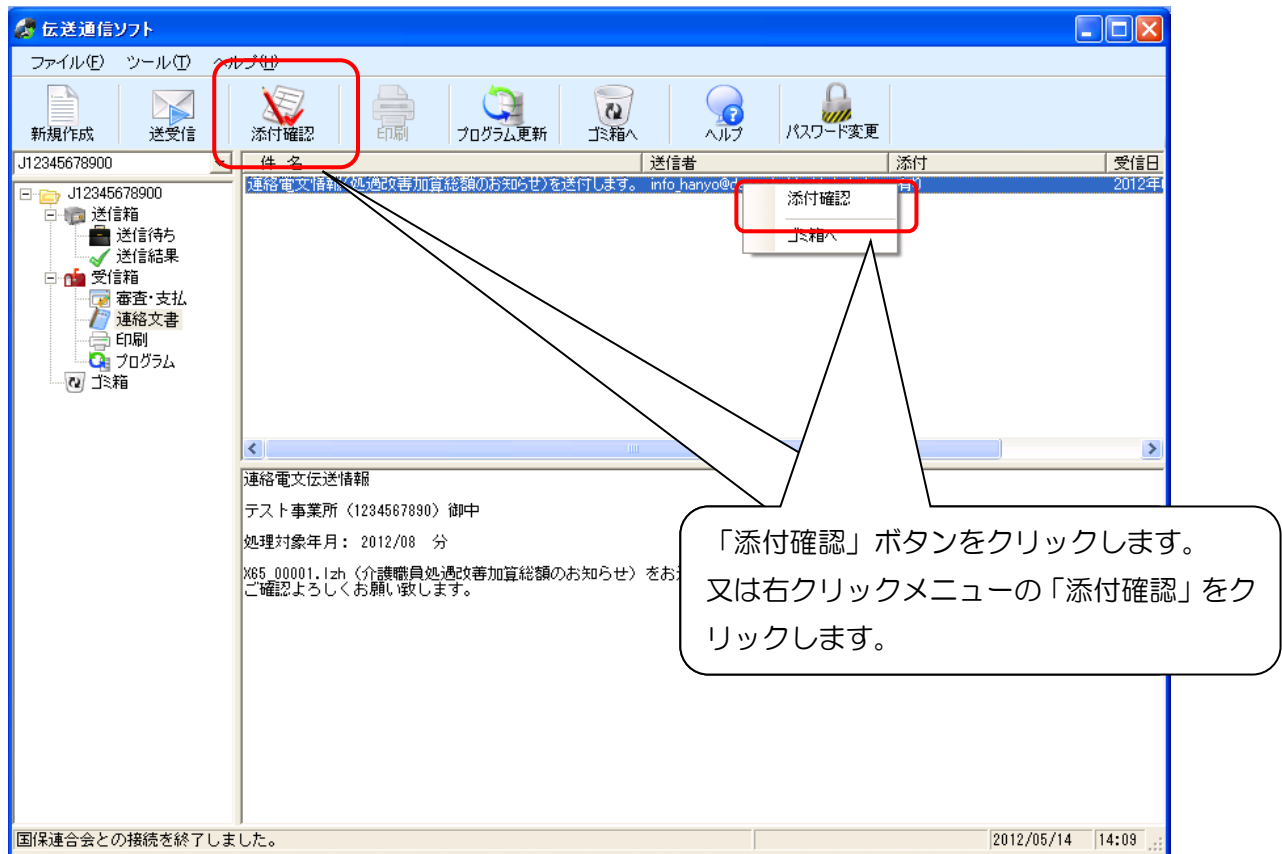 伝送通信ソフト
ファイル(F) ツール(T) ヘルプ(H)
新規作成 送受信 添付確認 印刷 プログラム更新 ゴミ箱へ ヘルプ パスワード変更
J12345678900
件 名 送信者 添付 受信日
連絡電文情報(処遇改善加算総額のお知らせ)を送付します。 info_hanyo@ 有り 2012年
添付確認
ゴミ箱へ
J12345678900
送信箱
送信待ち
送信結果
受信箱
審査・支払
連絡文書
印刷
プログラム
ゴミ箱
連絡電文伝送情報
テスト事業所(1234567890)御中
処理対象年月: 2012/08 分
X65_00001.lzh(介護職員処遇改善加算総額のお知らせ)をお
ご確認よろしくお願い致します。
「添付確認」ボタンをクリックします。
又は右クリックメニューの「添付確認」をク
リックします。
国保連合会との接続を終了しました。 2012/05/14 14:09